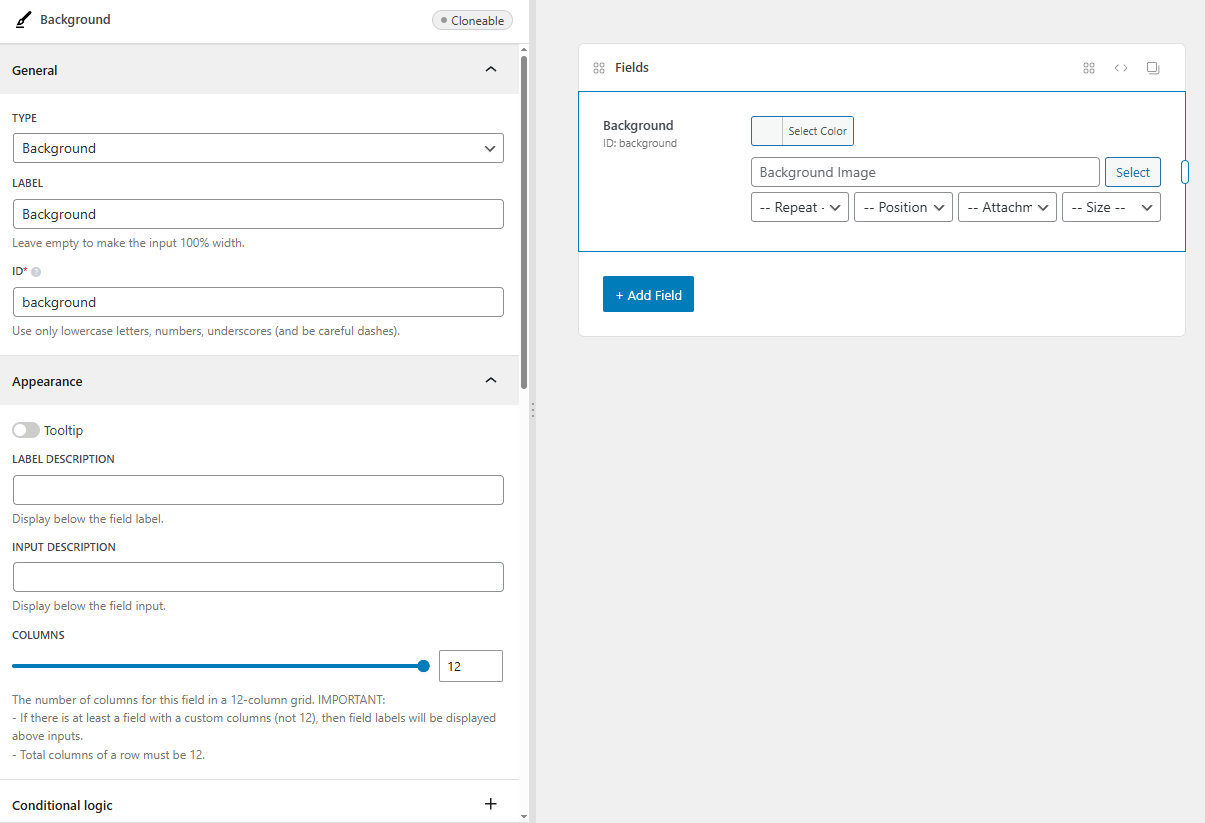 Background
Cloneable
General
TYPE
Background
LABEL
Background
Leave empty to make the input 100% width.
ID*
background
Use only lowercase letters, numbers, underscores (and be careful dashes).
Appearance
Tooltip
LABEL DESCRIPTION
Display below the field label.
INPUT DESCRIPTION
Display below the field input.
COLUMNS
12
The number of columns for this field in a 12-column grid. IMPORTANT:
- If there is at least a field with a custom columns (not 12), then field labels will be displayed
above inputs.
- Total columns of a row must be 12.
Conditional logic
Fields
Background
ID: background
Select Color
Background Image
Select
-- Repeat -
-- Position
-- Attachm
-- Size --
+ Add Field